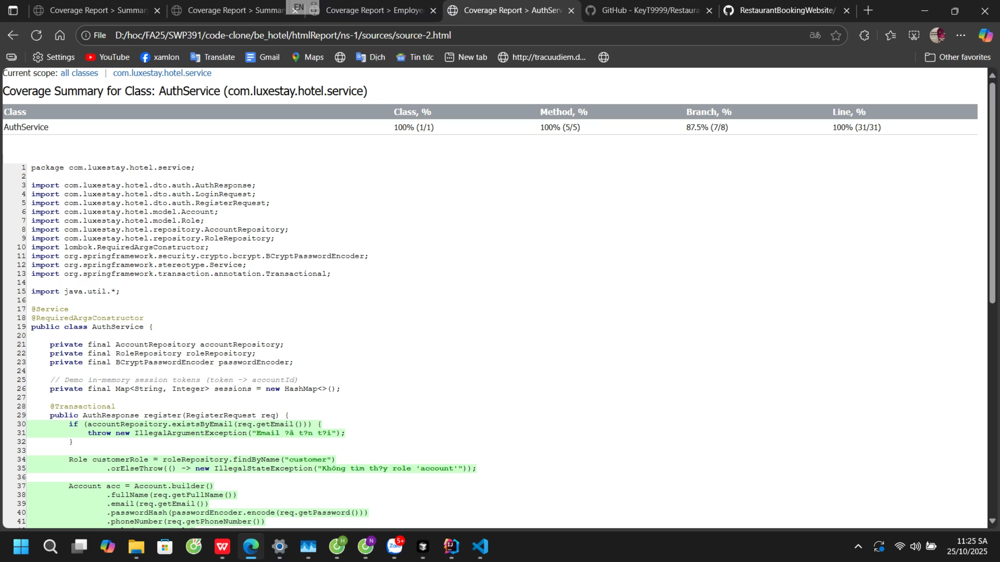 Coverage Report > Summary
Coverage Report > Summar
EN
Coverage Report > Employe
Coverage Report > AuthServ
GitHub - KeyT9999/Restaura
RestaurantBookingWebsite/
File
D:/hoc/FA25/SWP391/code-clone/be_hotel/htmlReport/ns-1/sources/source-2.html
Settings
YouTube
xamlon
Translate
Gmail
Maps
Dịch
Tin tức
New tab
http://tracuudiem.d...
Other favorites
Current scope: all classes | com.luxestay.hotel.service
Coverage Summary for Class: AuthService (com.luxestay.hotel.service)
Class Class, % Method, % Branch, % Line, %
AuthService 100% (1/1) 100% (5/5) 87.5% (7/8) 100% (31/31)
1 package com.luxestay.hotel.service;
2
3 import com.luxestay.hotel.dto.auth.AuthResponse;
4 import com.luxestay.hotel.dto.auth.LoginRequest;
5 import com.luxestay.hotel.dto.auth.RegisterRequest;
6 import com.luxestay.hotel.model.Account;
7 import com.luxestay.hotel.model.Role;
8 import com.luxestay.hotel.repository.AccountRepository;
9 import com.luxestay.hotel.repository.RoleRepository;
10 import lombok.RequiredArgsConstructor;
11 import org.springframework.security.crypto.bcrypt.BCryptPasswordEncoder;
12 import org.springframework.stereotype.Service;
13 import org.springframework.transaction.annotation.Transactional;
14
15 import java.util.*;
16
17 @Service
18 @RequiredArgsConstructor
19 public class AuthService {
20
21 private final AccountRepository accountRepository;
22 private final RoleRepository roleRepository;
23 private final BCryptPasswordEncoder passwordEncoder;
24
25 // Demo in-memory session tokens (token -> accountId)
26 private final Map<String, Integer> sessions = new HashMap<>();
27
28 @Transactional
29 public AuthResponse register(RegisterRequest req) {
30 if (accountRepository.existsByEmail(req.getEmail())) {
31 throw new IllegalArgumentException("Email ?ã t?n t?i");
32 }
33
34 Role customerRole = roleRepository.findByName("customer")
35 .orElseThrow(() -> new IllegalStateException("Không tìm th?y role 'account'"));
36
37 Account acc = Account.builder()
38 .fullName(req.getFullName())
39 .email(req.getEmail())
40 .passwordHash(passwordEncoder.encode(req.getPassword()))
41 .phoneNumber(req.getPhoneNumber())
H
N
Zalo
5+
IJ
11:25 SA
25/10/2025